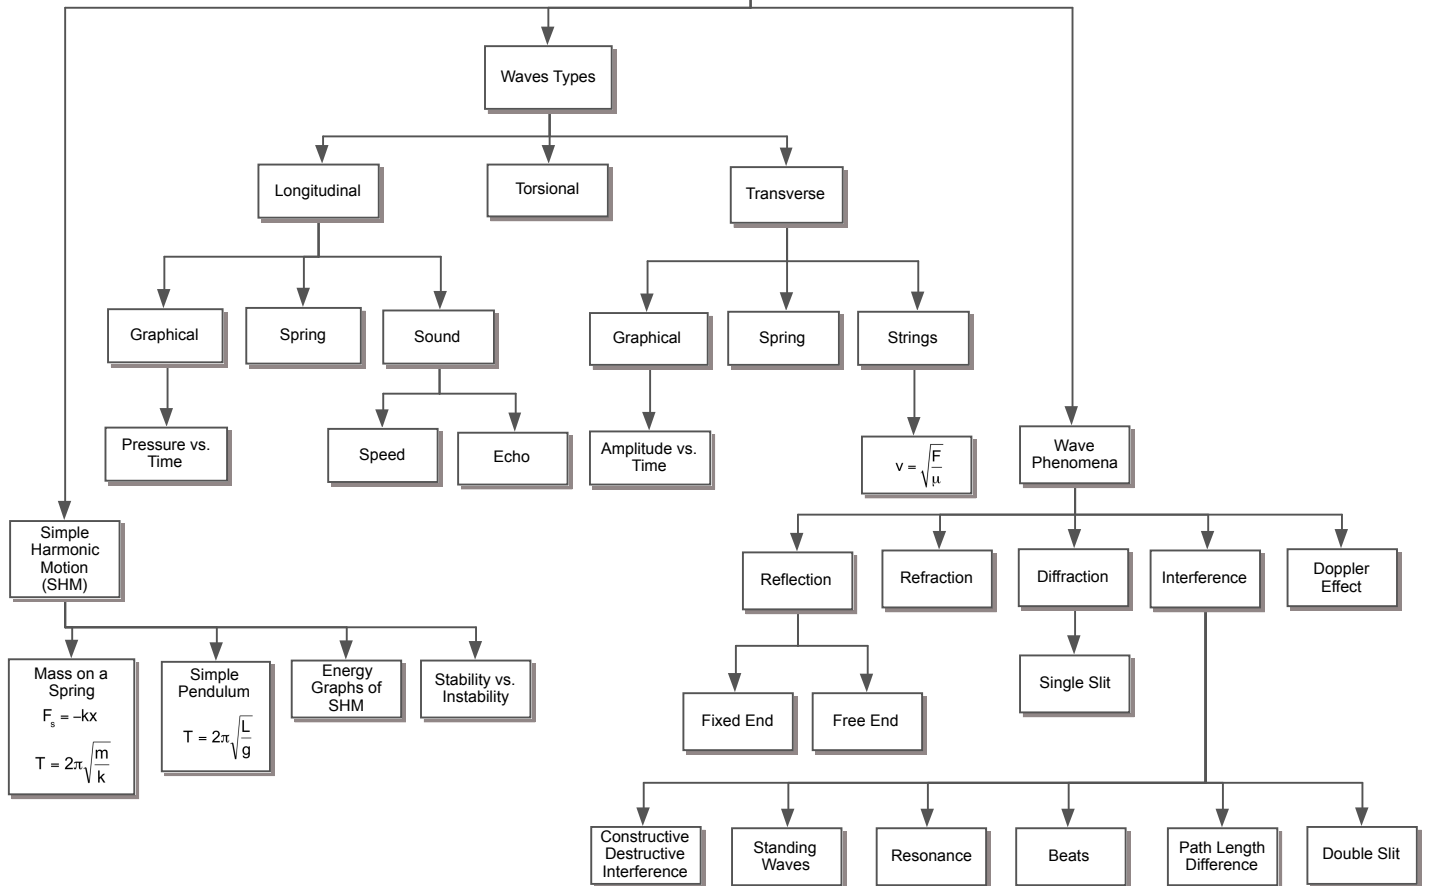 Waves Types
Longitudinal
Torsional
Transverse
Graphical
Spring
Sound
Graphical
Spring
Strings
Pressure vs.
Time
Speed
Echo
Amplitude vs.
Time
v = √(F/μ)
Wave
Phenomena
Simple
Harmonic
Motion
(SHM)
Reflection
Refraction
Diffraction
Interference
Doppler
Effect
Mass on a
Spring
Fₛ = –kx
T = 2π√(m/k)
Simple
Pendulum
T = 2π√(L/g)
Energy
Graphs of
SHM
Stability vs.
Instability
Fixed End
Free End
Single Slit
Constructive
Destructive
Interference
Standing
Waves
Resonance
Beats
Path Length
Difference
Double Slit